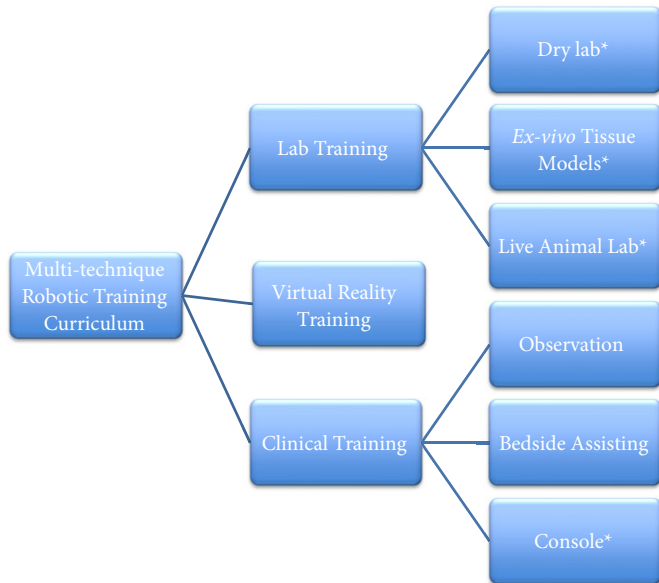 Multi-technique
Robotic Training
Curriculum
Lab Training
Virtual Reality
Training
Clinical Training
Dry lab*
Ex-vivo Tissue
Models*
Live Animal Lab*
Observation
Bedside Assisting
Console*